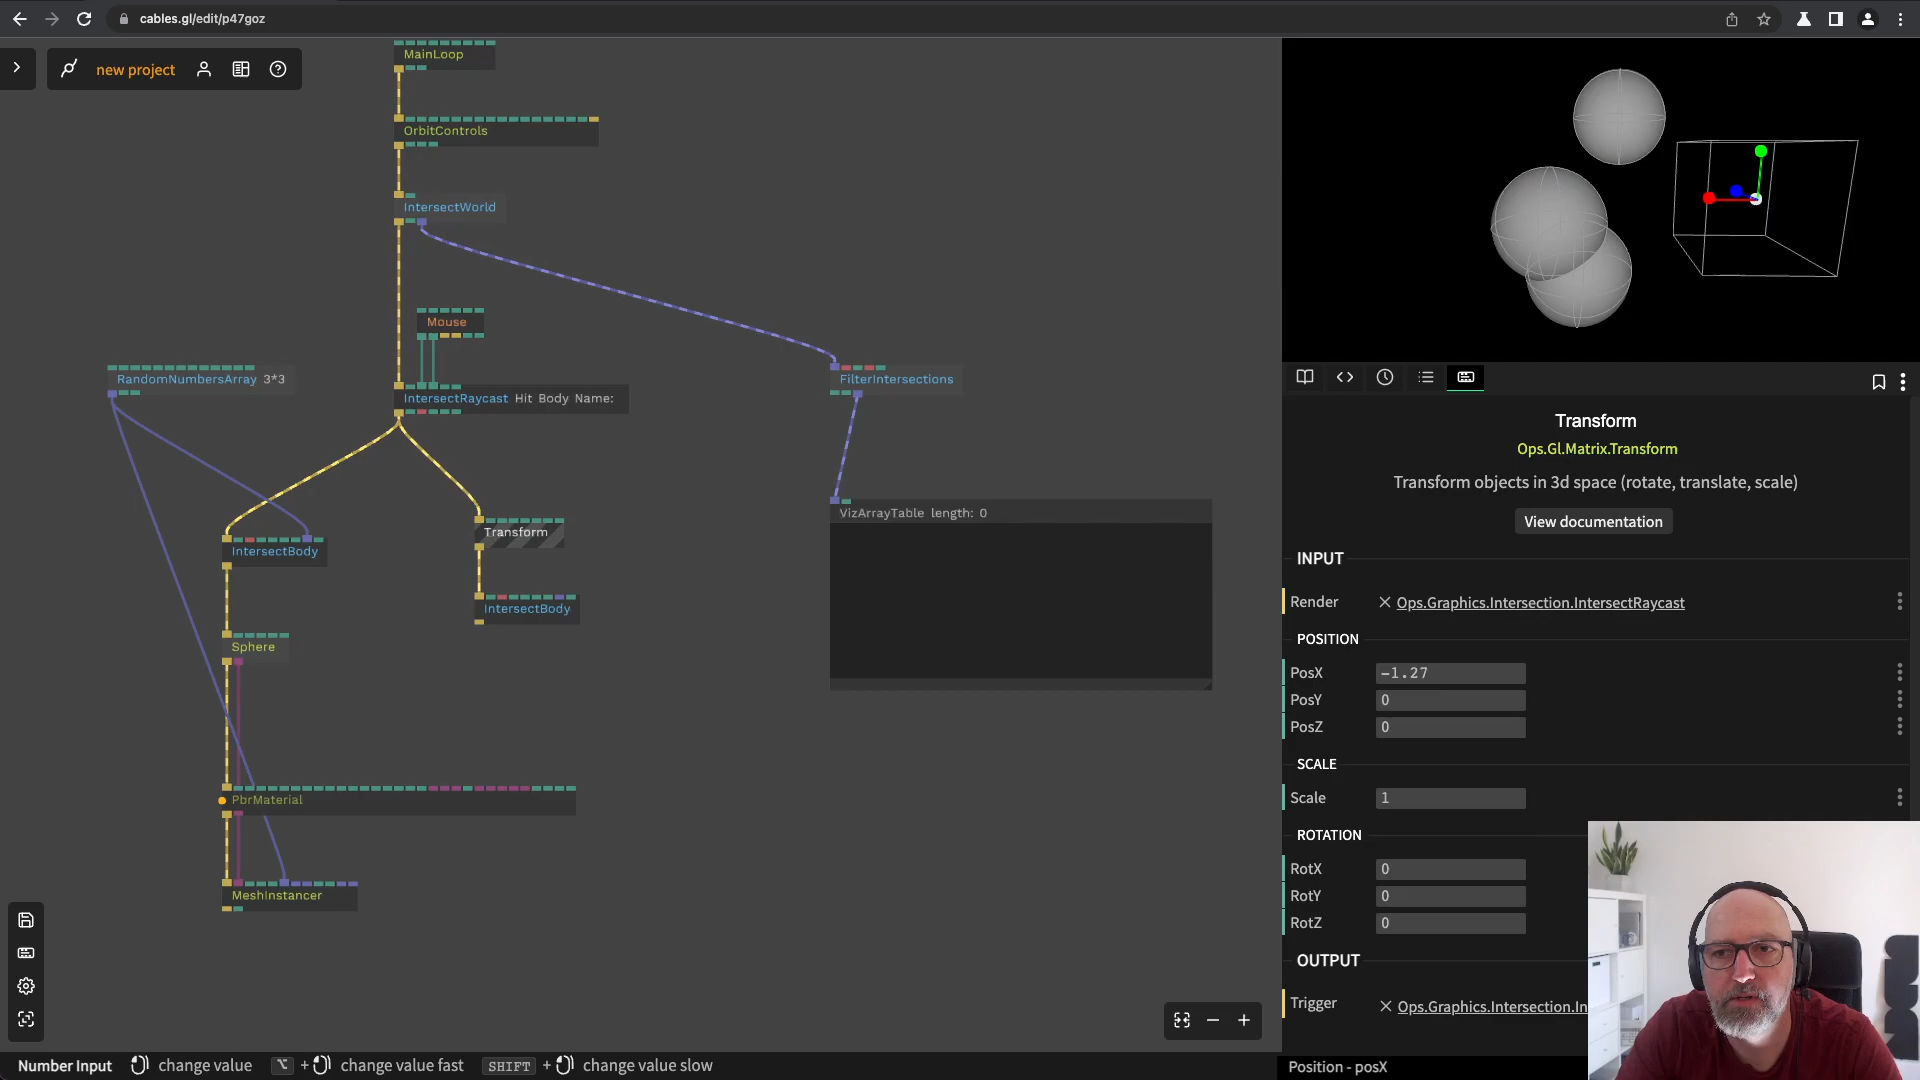 cables.gl/edit/p47goz
new project
MainLoop
OrbitControls
IntersectWorld
Mouse
RandomNumbersArray 3*3
IntersectRaycast Hit Body Name:
FilterIntersections
VizArrayTable length: 0
Transform
IntersectBody
IntersectBody
Sphere
PbrMaterial
MeshInstancer
Transform
Ops.Gl.Matrix.Transform
Transform objects in 3d space (rotate, translate, scale)
View documentation
INPUT
Render × Ops.Graphics.Intersection.IntersectRaycast
POSITION
PosX -1.27
PosY 0
PosZ 0
SCALE
Scale 1
ROTATION
RotX 0
RotY 0
RotZ 0
OUTPUT
Trigger × Ops.Graphics.Intersection.In
Number Input change value ⌥ + change value fast SHIFT + change value slow
Position - posX